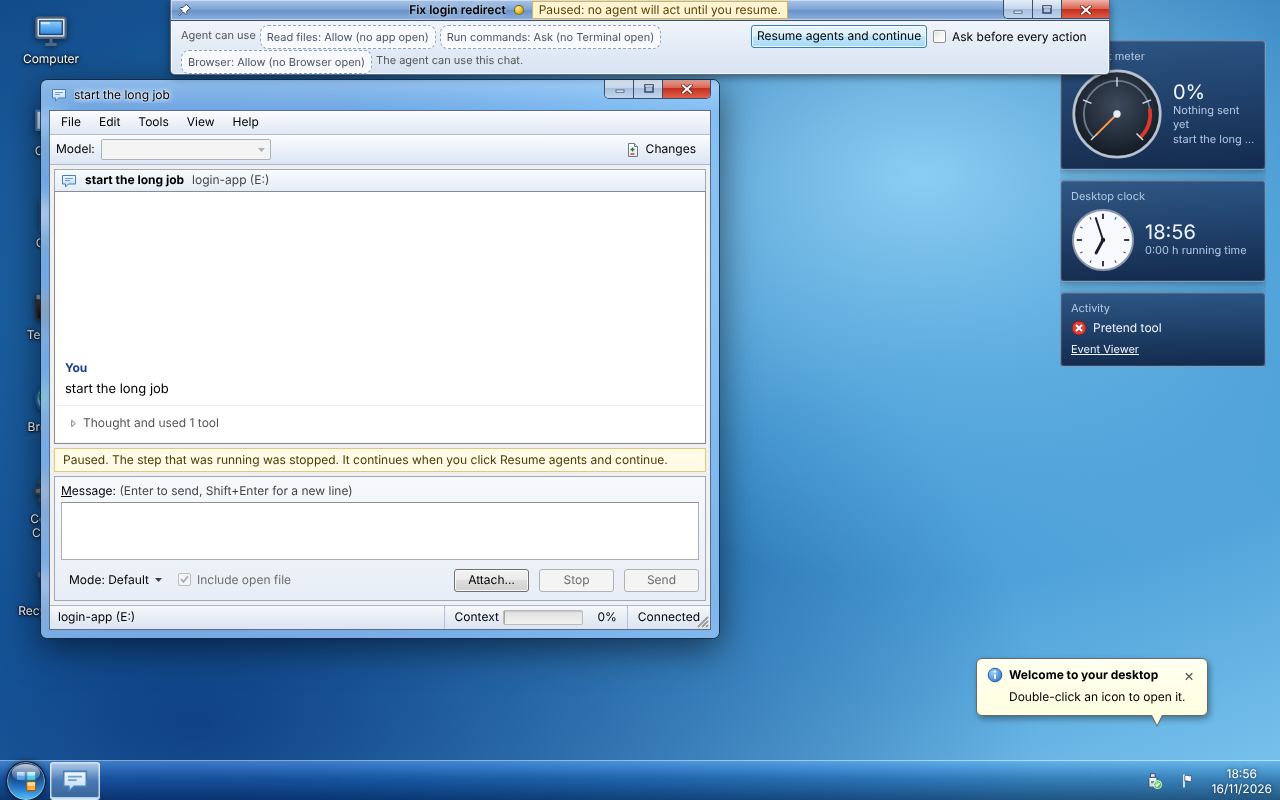 Fix login redirect
Paused: no agent will act until you resume.
Agent can use
Read files: Allow (no app open)
Run commands: Ask (no Terminal open)
Resume agents and continue
Ask before every action
Browser: Allow (no Browser open)
The agent can use this chat.
Computer
start the long job
File Edit Tools View Help
Model:
Changes
start the long job login-app (E:)
You
start the long job
Thought and used 1 tool
Paused. The step that was running was stopped. It continues when you click Resume agents and continue.
Message: (Enter to send, Shift+Enter for a new line)
Mode: Default
Include open file
Attach...
Stop
Send
login-app (E:)
Context
0%
Connected
meter
0%
Nothing sent
yet
start the long ...
Desktop clock
18:56
0:00 h running time
Activity
Pretend tool
Event Viewer
Welcome to your desktop
Double-click an icon to open it.
18:56
16/11/2026